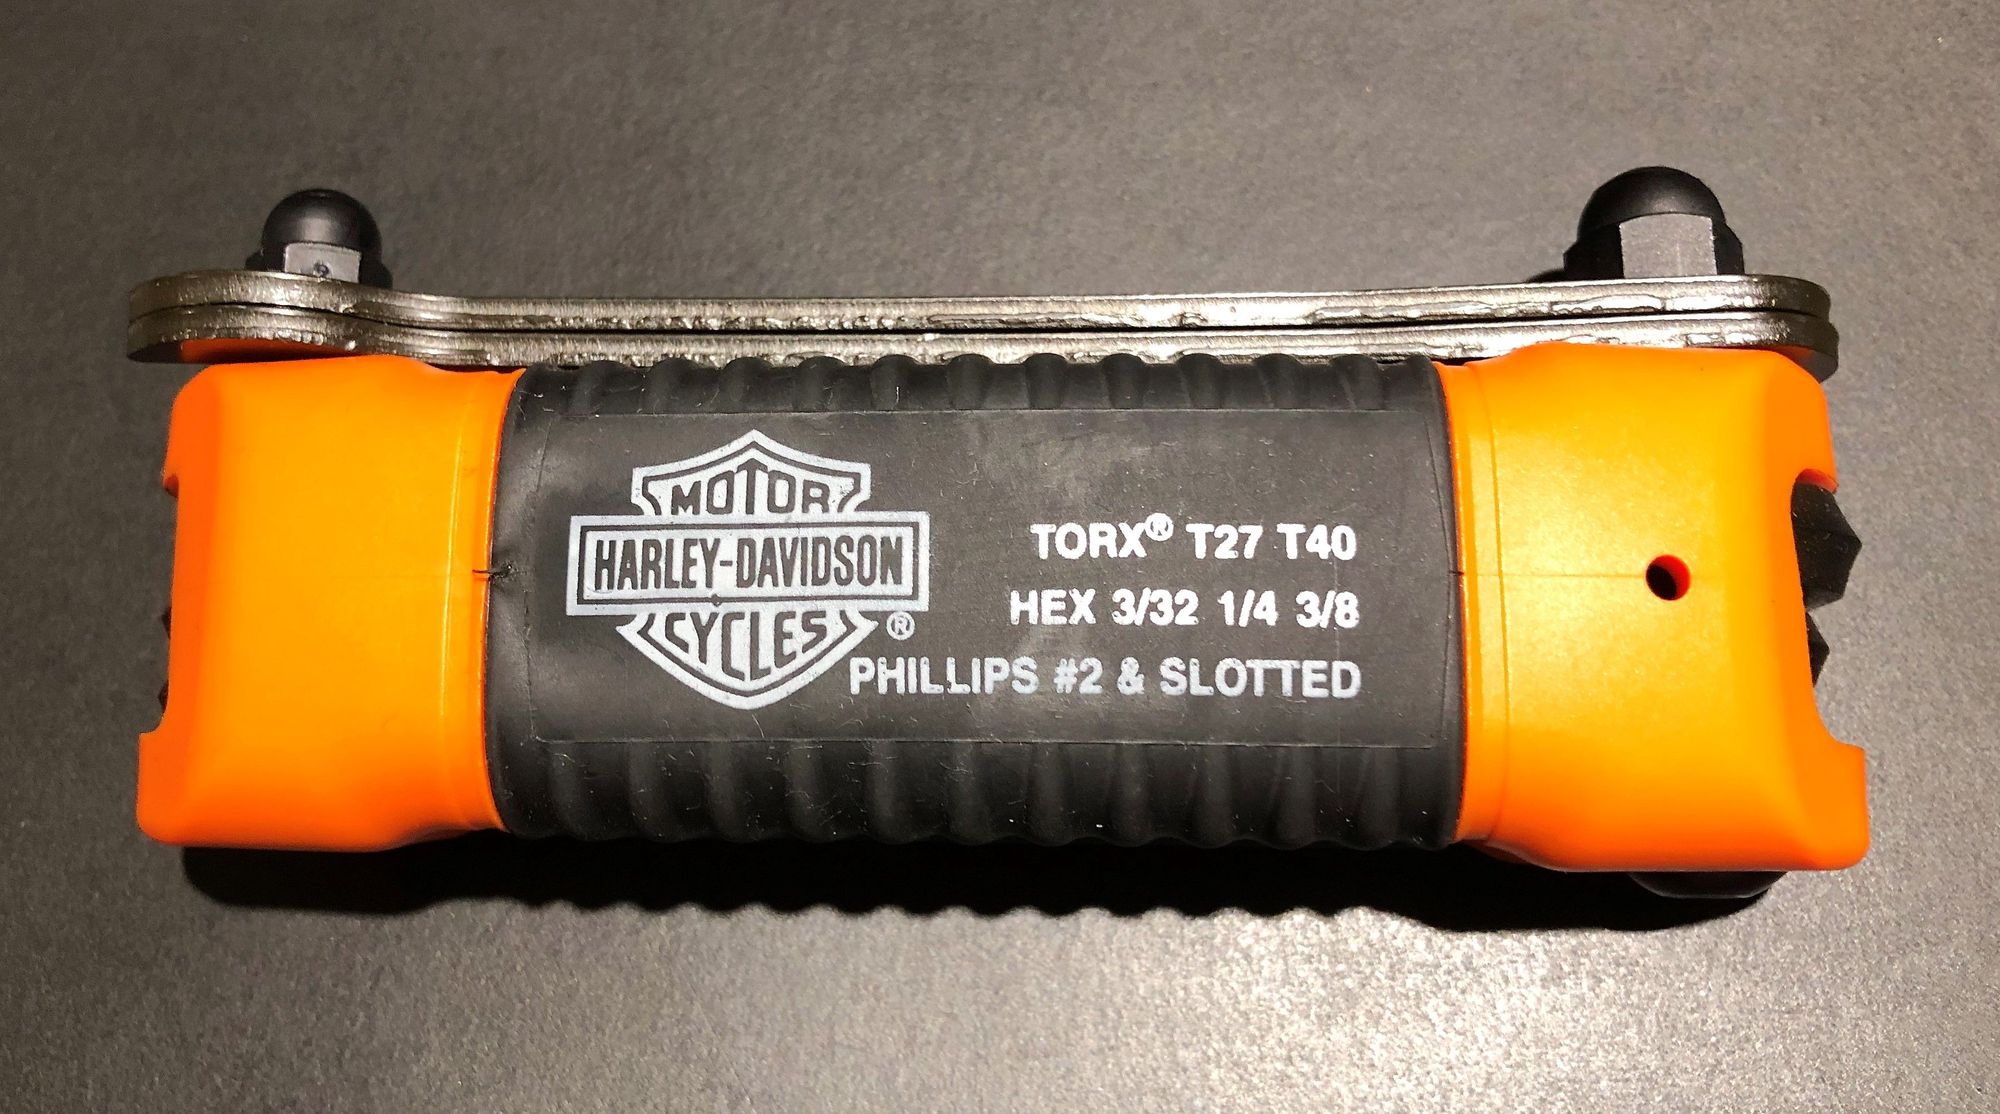 MOTOR
HARLEY-DAVIDSON
CYCLES ®
TORX® T27 T40
HEX 3/32 1/4 3/8
PHILLIPS #2 & SLOTTED